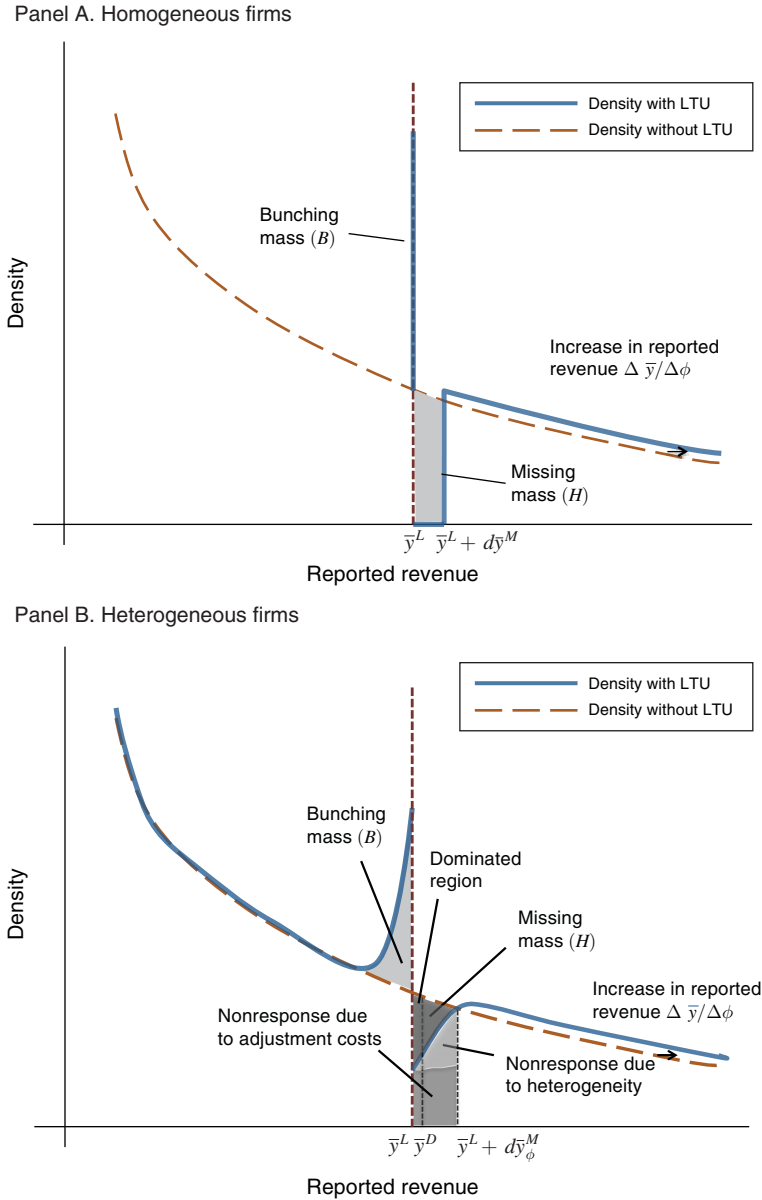 Panel A. Homogeneous firms
Density with LTU
Density without LTU
Bunching
mass (B)
Density
Increase in reported
revenue Δ y̅/Δϕ
Missing
mass (H)
y̅ᴸ y̅ᴸ + dy̅ᴹ
Reported revenue
Panel B. Heterogeneous firms
Density with LTU
Density without LTU
Bunching
mass (B)
Dominated
region
Density
Missing
mass (H)
Increase in reported
revenue Δ y̅/Δϕ
Nonresponse due
to adjustment costs
Nonresponse due
to heterogeneity
y̅ᴸ y̅ᴰ y̅ᴸ + dy̅ᴹᵩ
Reported revenue